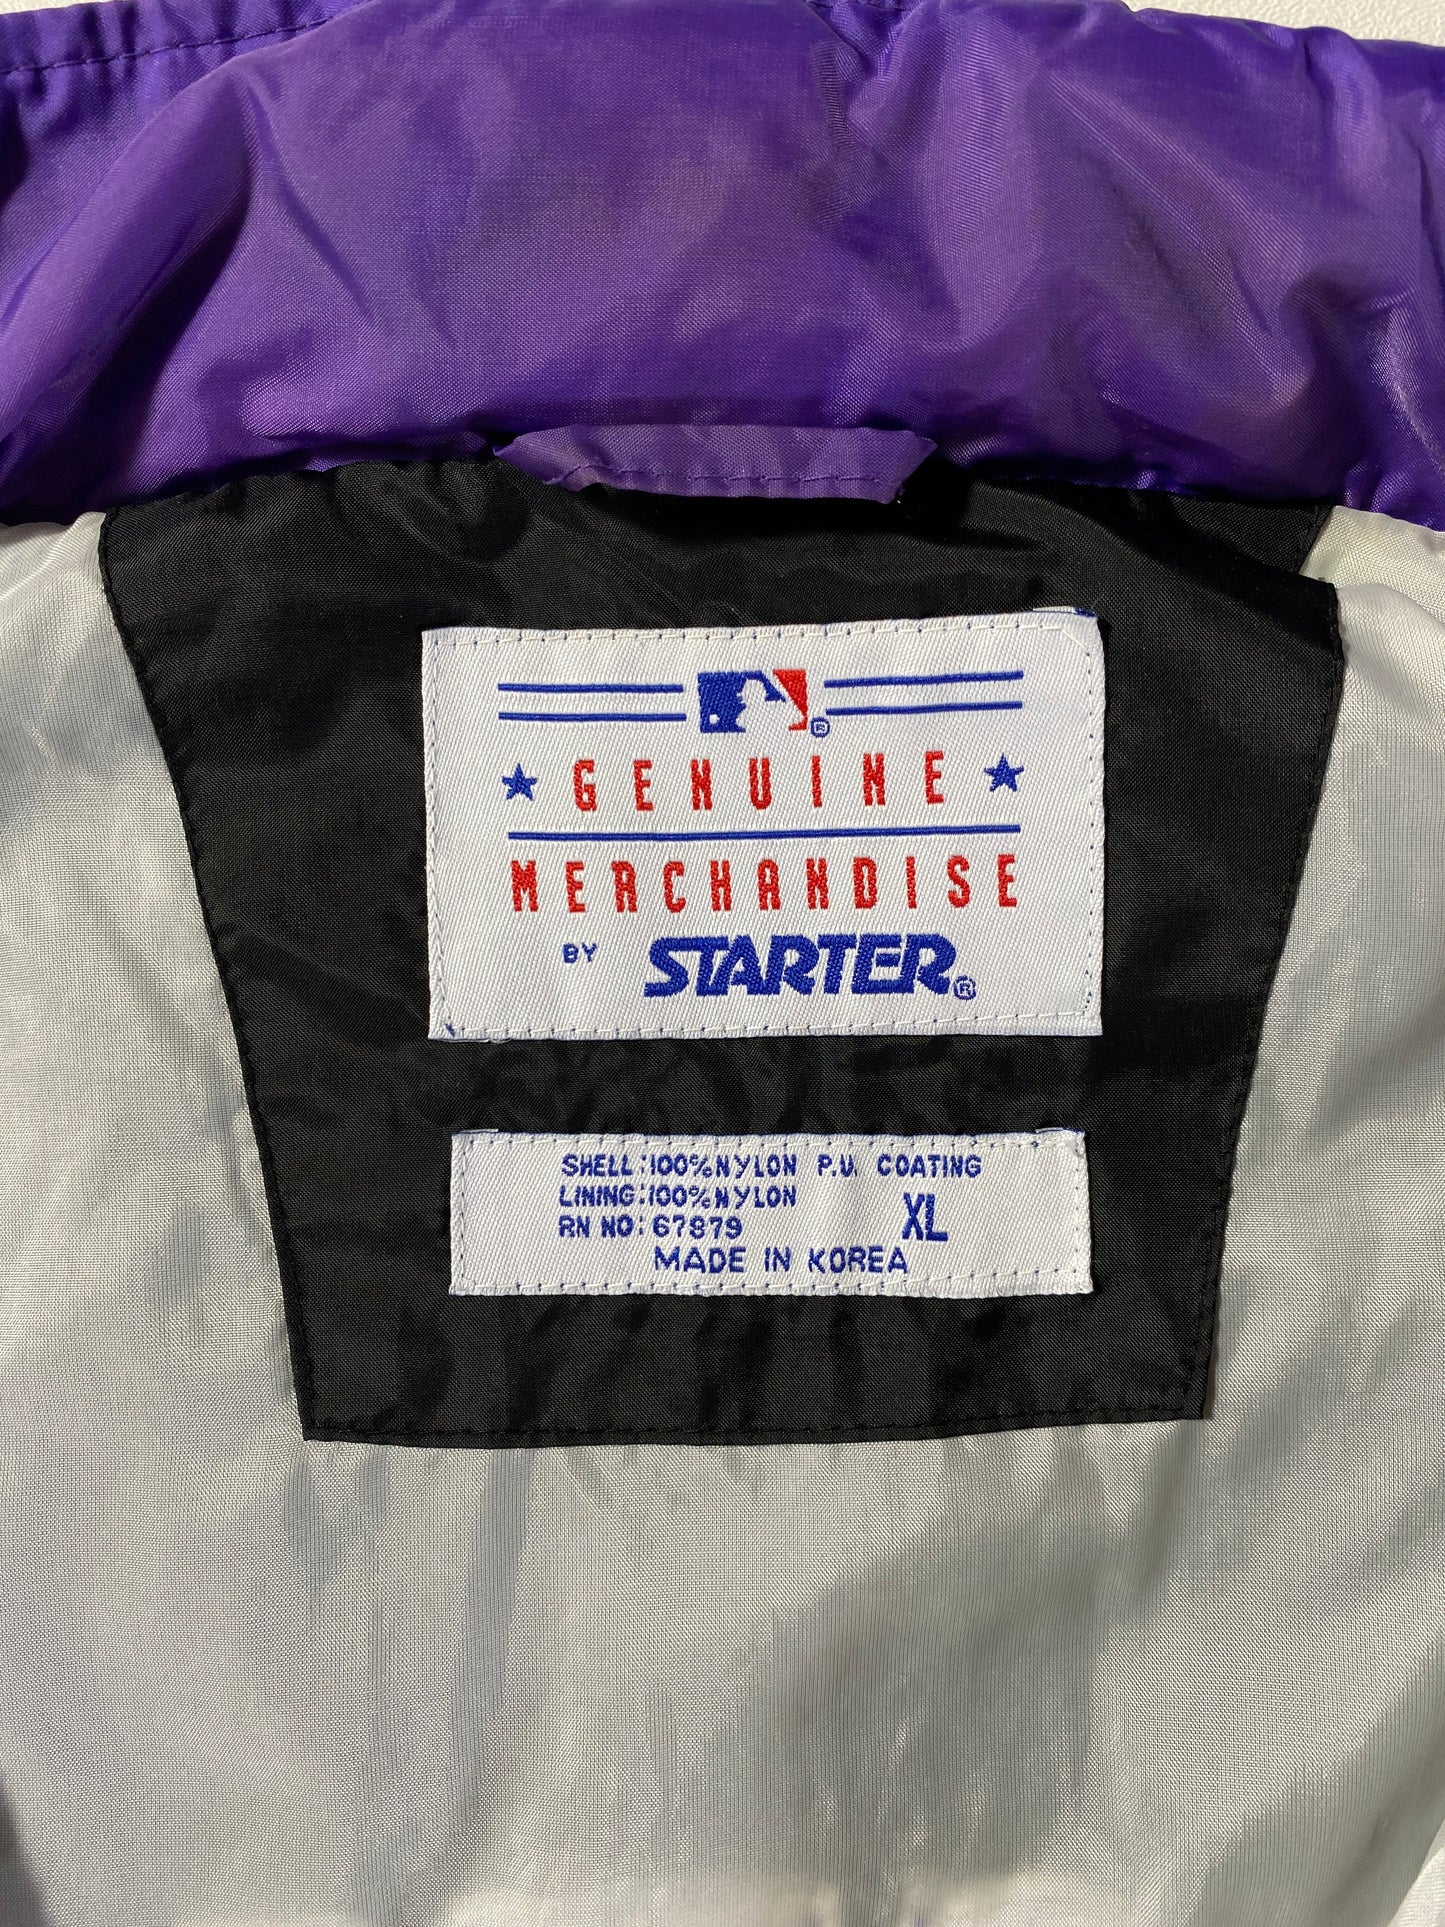 ®
★ GENUINE ★
MERCHANDISE
BY STARTER®
SHELL:100%NYLON P.U. COATING
LINING:100%NYLON
RN NO:67879 XL
MADE IN KOREA